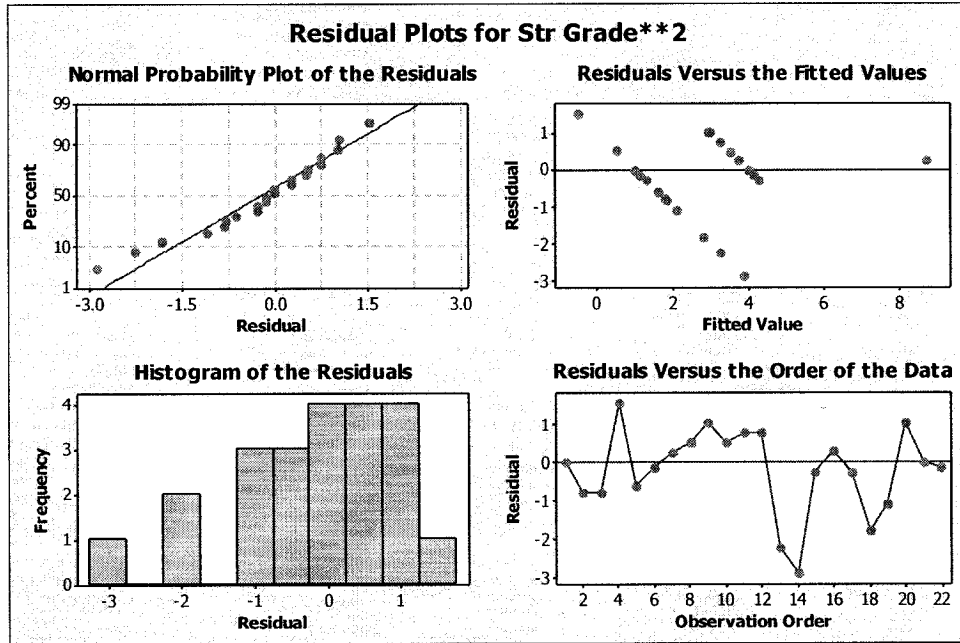 Residual Plots for Str Grade**2
Normal Probability Plot of the Residuals
99
90
50
10
1
Percent
-3.0 -1.5 0.0 1.5 3.0
Residual
Residuals Versus the Fitted Values
1
0
-1
-2
-3
Residual
0 2 4 6 8
Fitted Value
Histogram of the Residuals
4
3
2
1
0
Frequency
-3 -2 -1 0 1
Residual
Residuals Versus the Order of the Data
1
0
-1
-2
-3
Residual
2 4 6 8 10 12 14 16 18 20 22
Observation Order